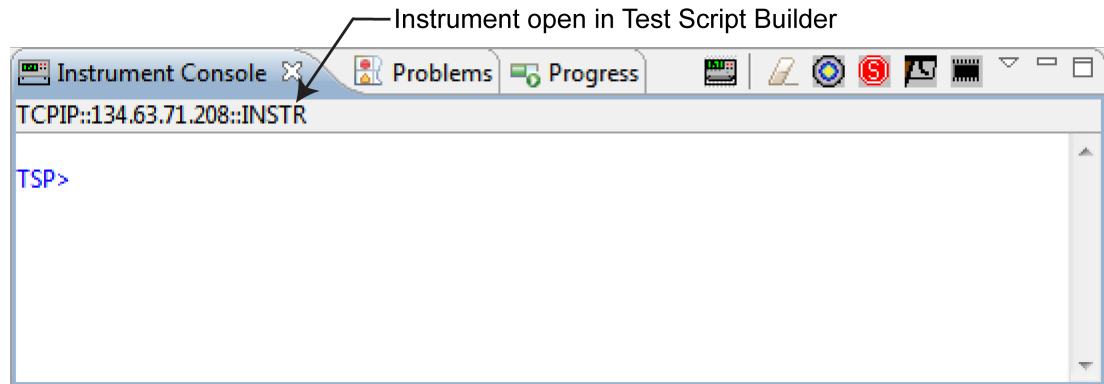 Instrument open in Test Script Builder
Instrument Console Problems Progress
TCPIP::134.63.71.208::INSTR
TSP>